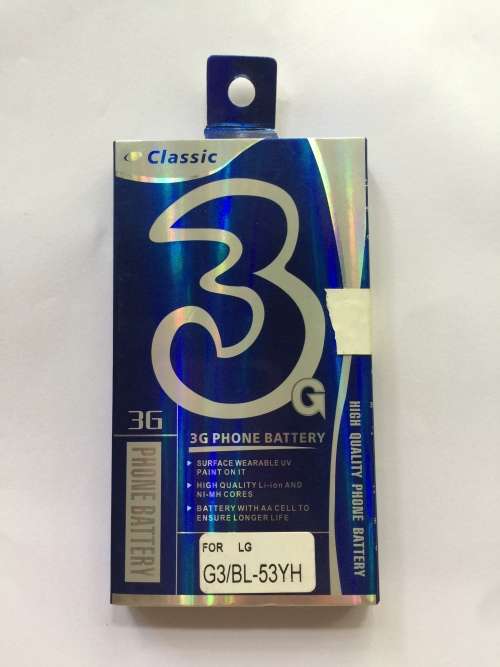 Classic
3G
3G
PHONE BATTERY
3G PHONE BATTERY
SURFACE WEARABLE UV
PAINT ON IT
HIGH QUALITY Li-ion AND
NI-MH CORES
BATTERY WITH AA CELL TO
ENSURE LONGER LIFE
HIGH QUALITY PHONE BATTERY
FOR LG
G3/BL-53YH